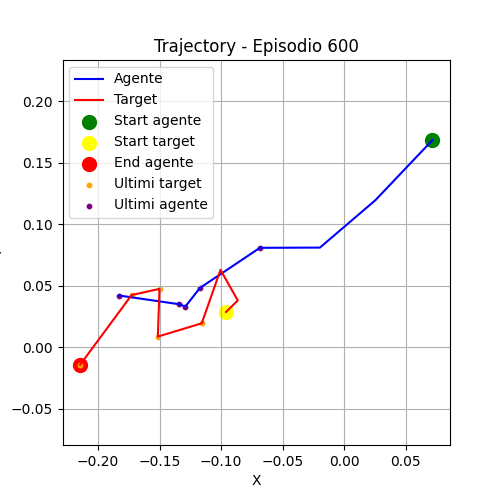 Trajectory - Episodio 600
Agente
Target
Start agente
Start target
End agente
Ultimi target
Ultimi agente
0.20
0.15
0.10
0.05
0.00
−0.05
−0.20
−0.15
−0.10
−0.05
0.00
0.05
X